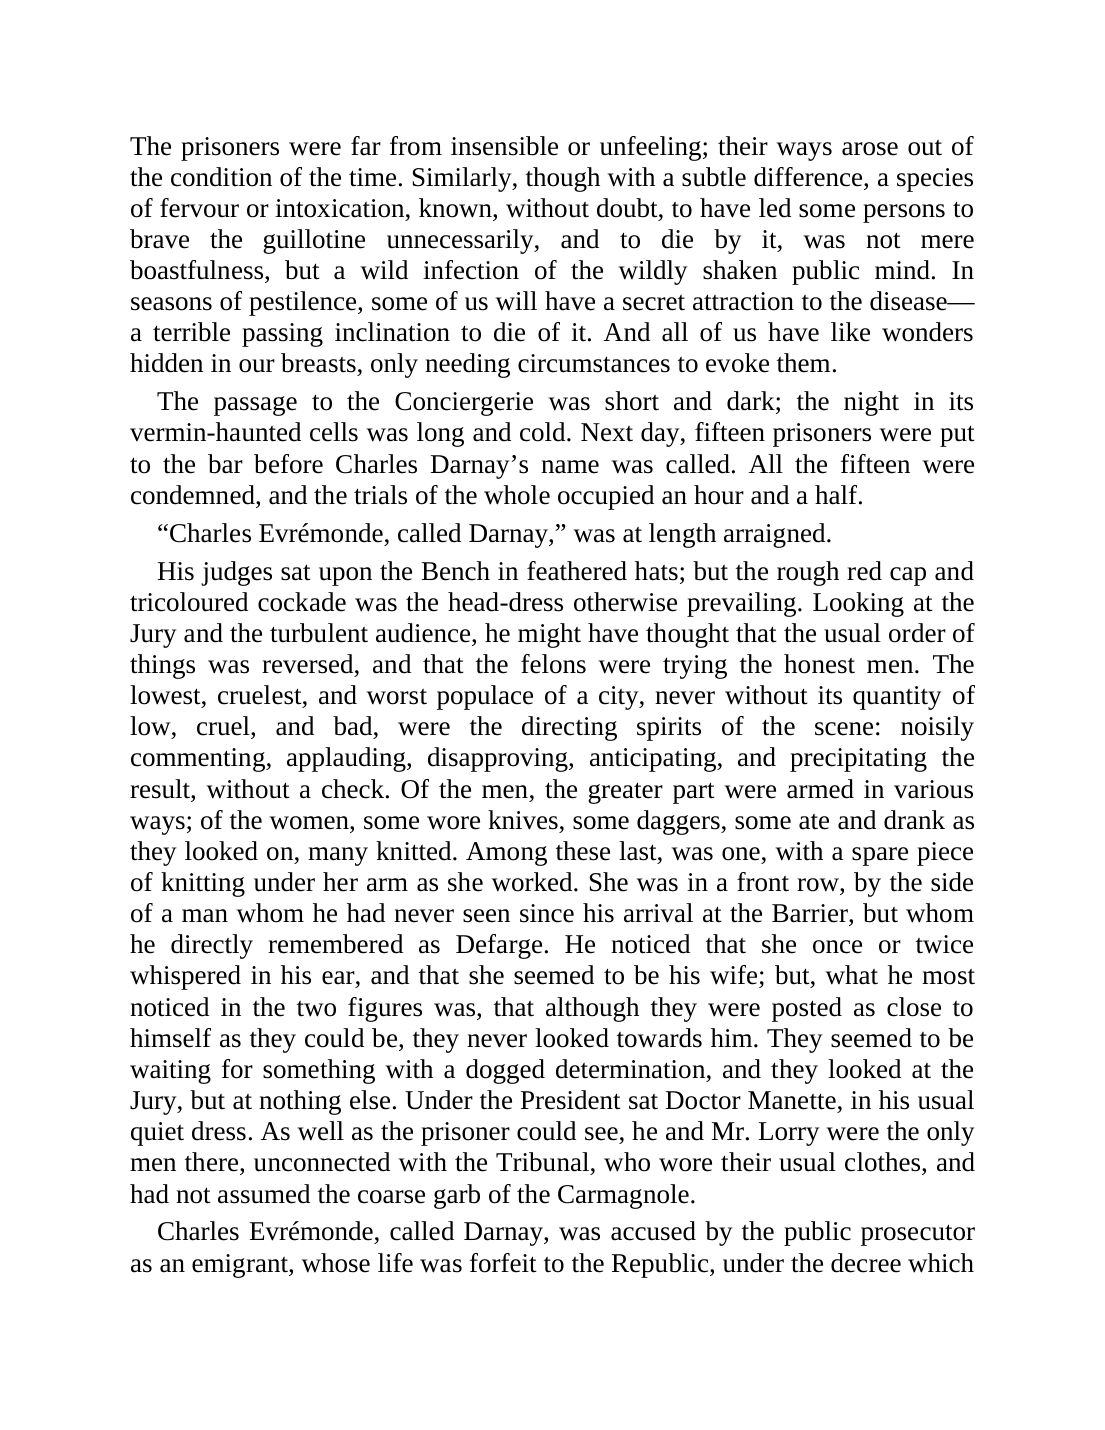 The prisoners were far from insensible or unfeeling; their ways arose out of
the condition of the time. Similarly, though with a subtle difference, a species
of fervour or intoxication, known, without doubt, to have led some persons to
brave the guillotine unnecessarily, and to die by it, was not mere
boastfulness, but a wild infection of the wildly shaken public mind. In
seasons of pestilence, some of us will have a secret attraction to the disease—
a terrible passing inclination to die of it. And all of us have like wonders
hidden in our breasts, only needing circumstances to evoke them.
The passage to the Conciergerie was short and dark; the night in its
vermin-haunted cells was long and cold. Next day, fifteen prisoners were put
to the bar before Charles Darnay’s name was called. All the fifteen were
condemned, and the trials of the whole occupied an hour and a half.
“Charles Evrémonde, called Darnay,” was at length arraigned.
His judges sat upon the Bench in feathered hats; but the rough red cap and
tricoloured cockade was the head-dress otherwise prevailing. Looking at the
Jury and the turbulent audience, he might have thought that the usual order of
things was reversed, and that the felons were trying the honest men. The
lowest, cruelest, and worst populace of a city, never without its quantity of
low, cruel, and bad, were the directing spirits of the scene: noisily
commenting, applauding, disapproving, anticipating, and precipitating the
result, without a check. Of the men, the greater part were armed in various
ways; of the women, some wore knives, some daggers, some ate and drank as
they looked on, many knitted. Among these last, was one, with a spare piece
of knitting under her arm as she worked. She was in a front row, by the side
of a man whom he had never seen since his arrival at the Barrier, but whom
he directly remembered as Defarge. He noticed that she once or twice
whispered in his ear, and that she seemed to be his wife; but, what he most
noticed in the two figures was, that although they were posted as close to
himself as they could be, they never looked towards him. They seemed to be
waiting for something with a dogged determination, and they looked at the
Jury, but at nothing else. Under the President sat Doctor Manette, in his usual
quiet dress. As well as the prisoner could see, he and Mr. Lorry were the only
men there, unconnected with the Tribunal, who wore their usual clothes, and
had not assumed the coarse garb of the Carmagnole.
Charles Evrémonde, called Darnay, was accused by the public prosecutor
as an emigrant, whose life was forfeit to the Republic, under the decree which